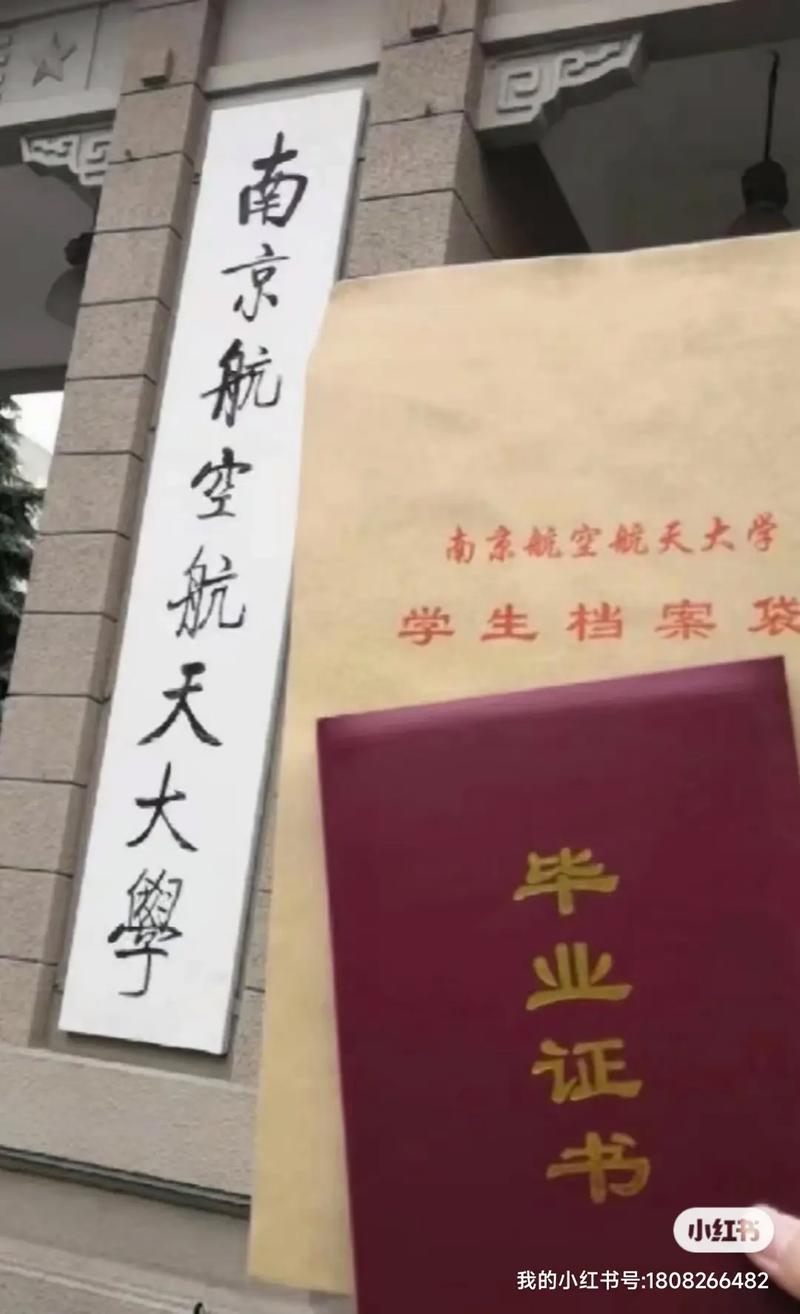 南京航空航天大學
南京航空航天大学
学生档案袋
毕业证书
小红书
我的小红书号:1808266482